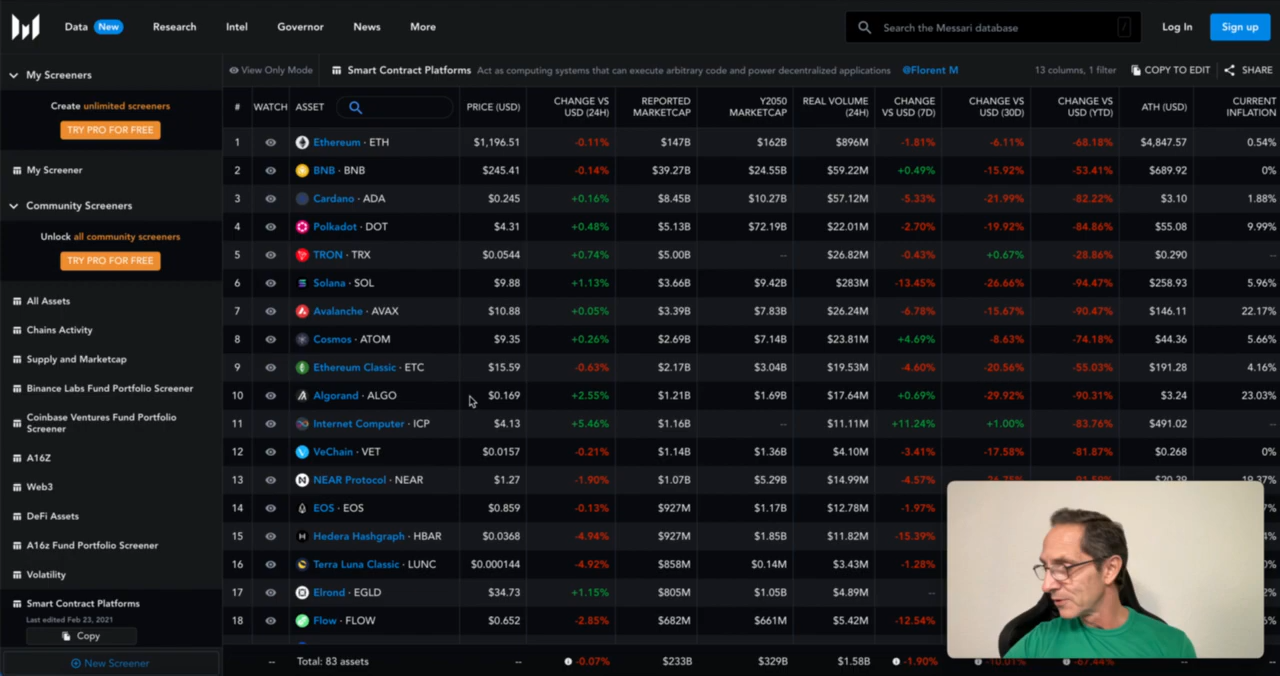 Data New Research Intel Governor News More Search the Messari database / Log In Sign up
My Screeners
Create unlimited screeners
TRY PRO FOR FREE
My Screener
Community Screeners
Unlock all community screeners
TRY PRO FOR FREE
All Assets
Chains Activity
Supply and Marketcap
Binance Labs Fund Portfolio Screener
Coinbase Ventures Fund Portfolio
Screener
A16Z
Web3
DeFi Assets
A16z Fund Portfolio Screener
Volatility
Smart Contract Platforms
Last edited Feb 23, 2021
Copy
New Screener
View Only Mode Smart Contract Platforms Act as computing systems that can execute arbitrary code and power decentralized applications @Florent M 13 columns, 1 filter COPY TO EDIT SHARE
# WATCH ASSET PRICE (USD) CHANGE VS USD (24H) REPORTED MARKETCAP Y2050 MARKETCAP REAL VOLUME (24H) CHANGE VS USD (7D) CHANGE VS USD (30D) CHANGE VS USD (YTD) ATH (USD) CURRENT INFLATION
1 Ethereum · ETH $1,196.51 -0.11% $147B $162B $896M -1.81% -6.11% -68.18% $4,847.57 0.54%
2 BNB · BNB $245.41 -0.14% $39.27B $24.55B $59.22M +0.49% -15.92% -53.41% $689.92 0%
3 Cardano · ADA $0.245 +0.16% $8.45B $10.27B $57.12M -5.33% -21.99% -82.22% $3.10 1.88%
4 Polkadot · DOT $4.31 +0.48% $5.13B $72.19B $22.01M -2.70% -19.92% -84.86% $55.08 9.99%
5 TRON · TRX $0.0544 +0.74% $5.00B -- $26.82M -0.43% +0.67% -28.86% $0.290 --
6 Solana · SOL $9.88 +1.13% $3.66B $9.42B $283M -13.45% -26.66% -94.47% $258.93 5.96%
7 Avalanche · AVAX $10.88 +0.05% $3.39B $7.83B $26.24M -6.78% -15.67% -90.47% $146.11 22.17%
8 Cosmos · ATOM $9.35 +0.26% $2.69B $7.14B $23.81M +4.69% -8.63% -74.18% $44.36 5.66%
9 Ethereum Classic · ETC $15.59 -0.63% $2.17B $3.04B $19.53M -4.60% -20.56% -55.03% $191.28 4.16%
10 Algorand · ALGO $0.169 +2.55% $1.21B $1.69B $17.64M +0.69% -29.92% -90.31% $3.24 23.03%
11 Internet Computer · ICP $4.13 +5.46% $1.16B -- $11.11M +11.24% +1.00% -83.76% $491.02 --
12 VeChain · VET $0.0157 -0.21% $1.14B $1.36B $4.10M -3.41% -17.58% -81.87% $0.268 0%
13 NEAR Protocol · NEAR $1.27 -1.90% $1.07B $5.29B $14.99M -4.57%
14 EOS · EOS $0.859 -0.13% $927M $1.17B $12.78M -1.97%
15 Hedera Hashgraph · HBAR $0.0368 -4.94% $927M $1.85B $11.82M -15.39%
16 Terra Luna Classic · LUNC $0.000144 -4.92% $858M $0.14M $3.43M -1.28%
17 Elrond · EGLD $34.73 +1.15% $805M $1.05B $4.89M --
18 Flow · FLOW $0.652 -2.85% $682M $661M $5.42M -12.54%
-- Total: 83 assets -- -0.07% $233B $329B $1.58B -1.90% -10.01% -87.44% -- --